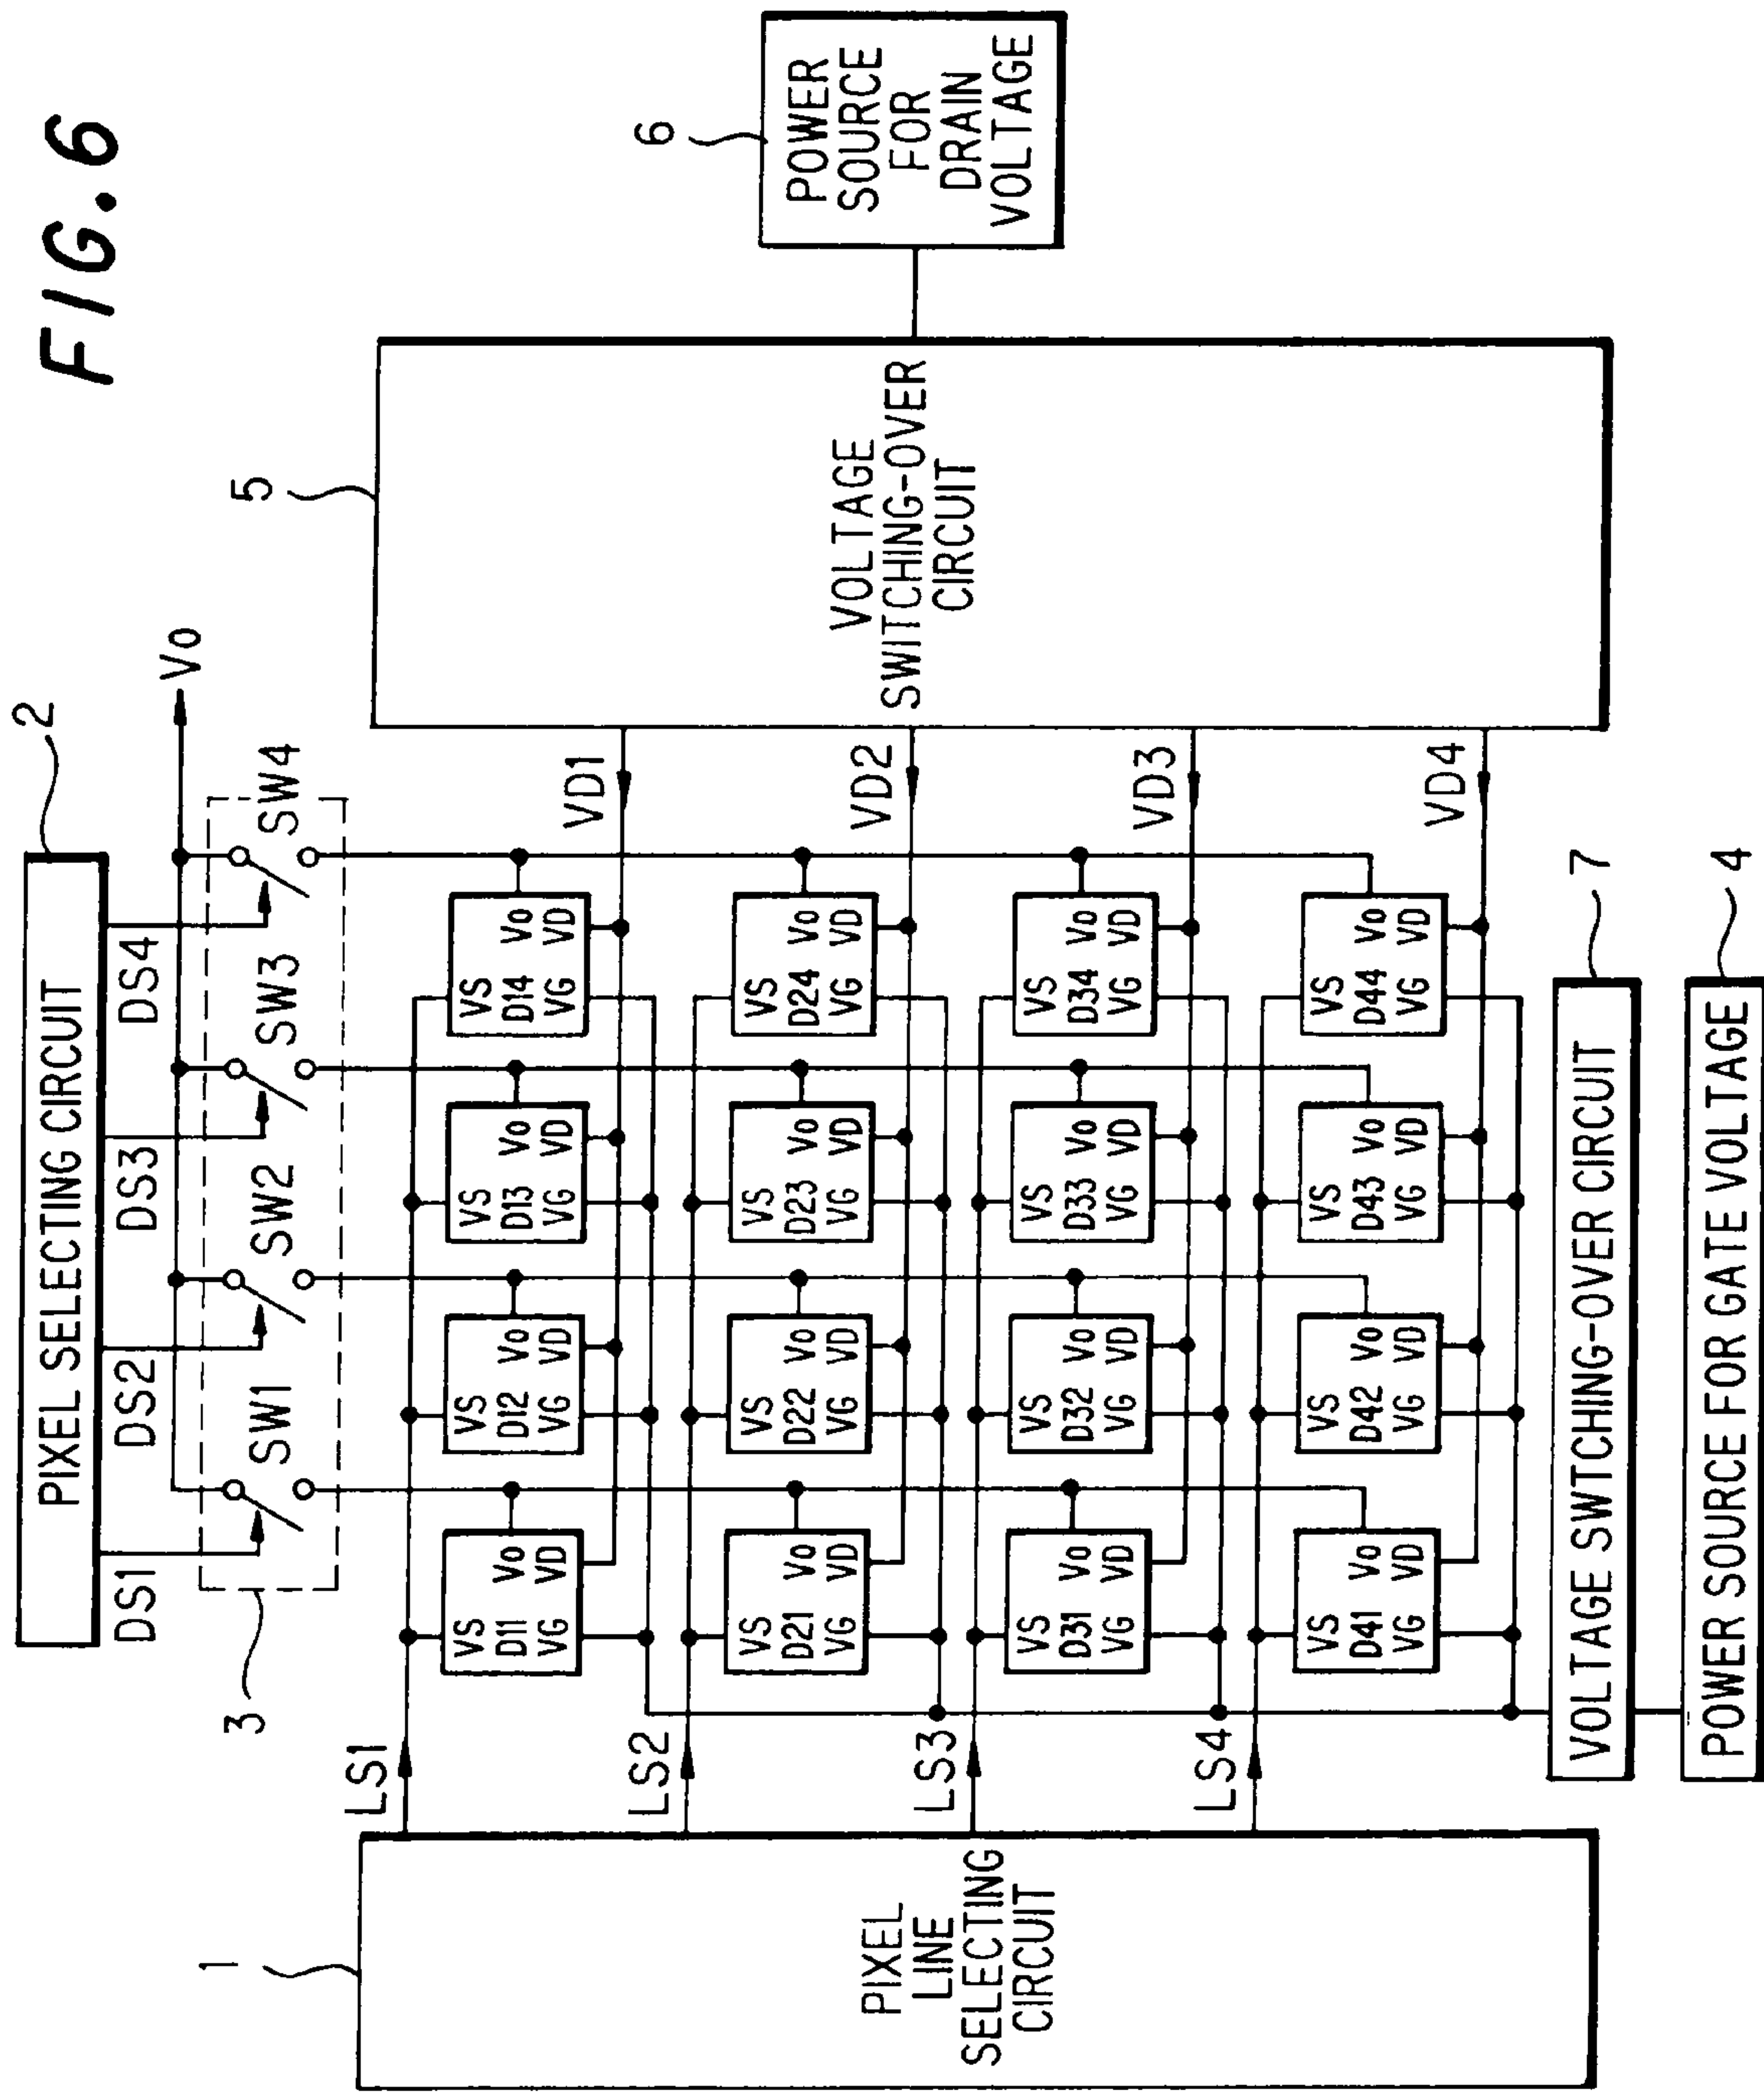 FIG.6
2
PIXEL SELECTING CIRCUIT
DS1
DS2
DS3
DS4
Vo
3
SW1
SW2
SW3
SW4
1
PIXEL
LINE
SELECTING
CIRCUIT
LS1
LS2
LS3
LS4
VS
D11 Vo
VG VD
VS
D12 Vo
VG VD
VS
D13 Vo
VG VD
VS
D14 Vo
VG VD
VS
D21 Vo
VG VD
VS
D22 Vo
VG VD
VS
D23 Vo
VG VD
VS
D24 Vo
VG VD
VS
D31 Vo
VG VD
VS
D32 Vo
VG VD
VS
D33 Vo
VG VD
VS
D34 Vo
VG VD
VS
D41 Vo
VG VD
VS
D42 Vo
VG VD
VS
D43 Vo
VG VD
VS
D44 Vo
VG VD
VD1
VD2
VD3
VD4
5
VOLTAGE
SWITCHING-OVER
CIRCUIT
6
POWER
SOURCE
FOR
DRAIN
VOLTAGE
7
VOLTAGE SWTCHING-OVER CIRCUIT
4
POWER SOURCE FOR GATE VOLTAGE